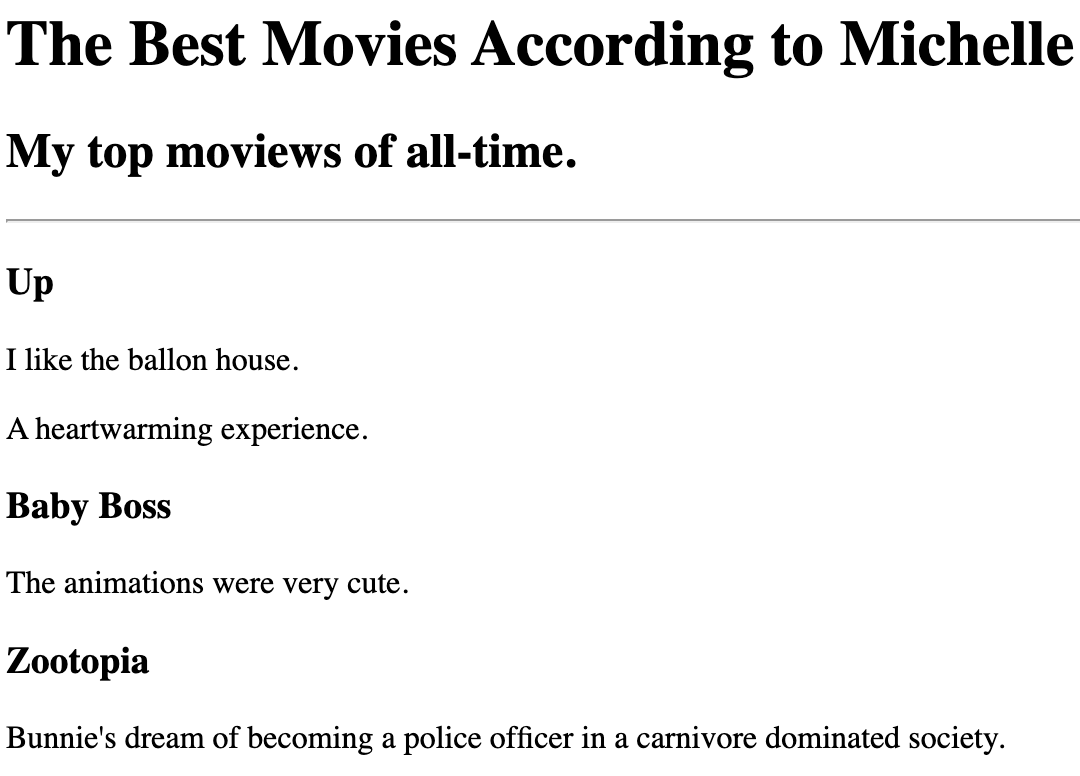 The Best Movies According to Michelle
My top moviews of all-time.
Up
I like the ballon house.
A heartwarming experience.
Baby Boss
The animations were very cute.
Zootopia
Bunnie's dream of becoming a police officer in a carnivore dominated society.